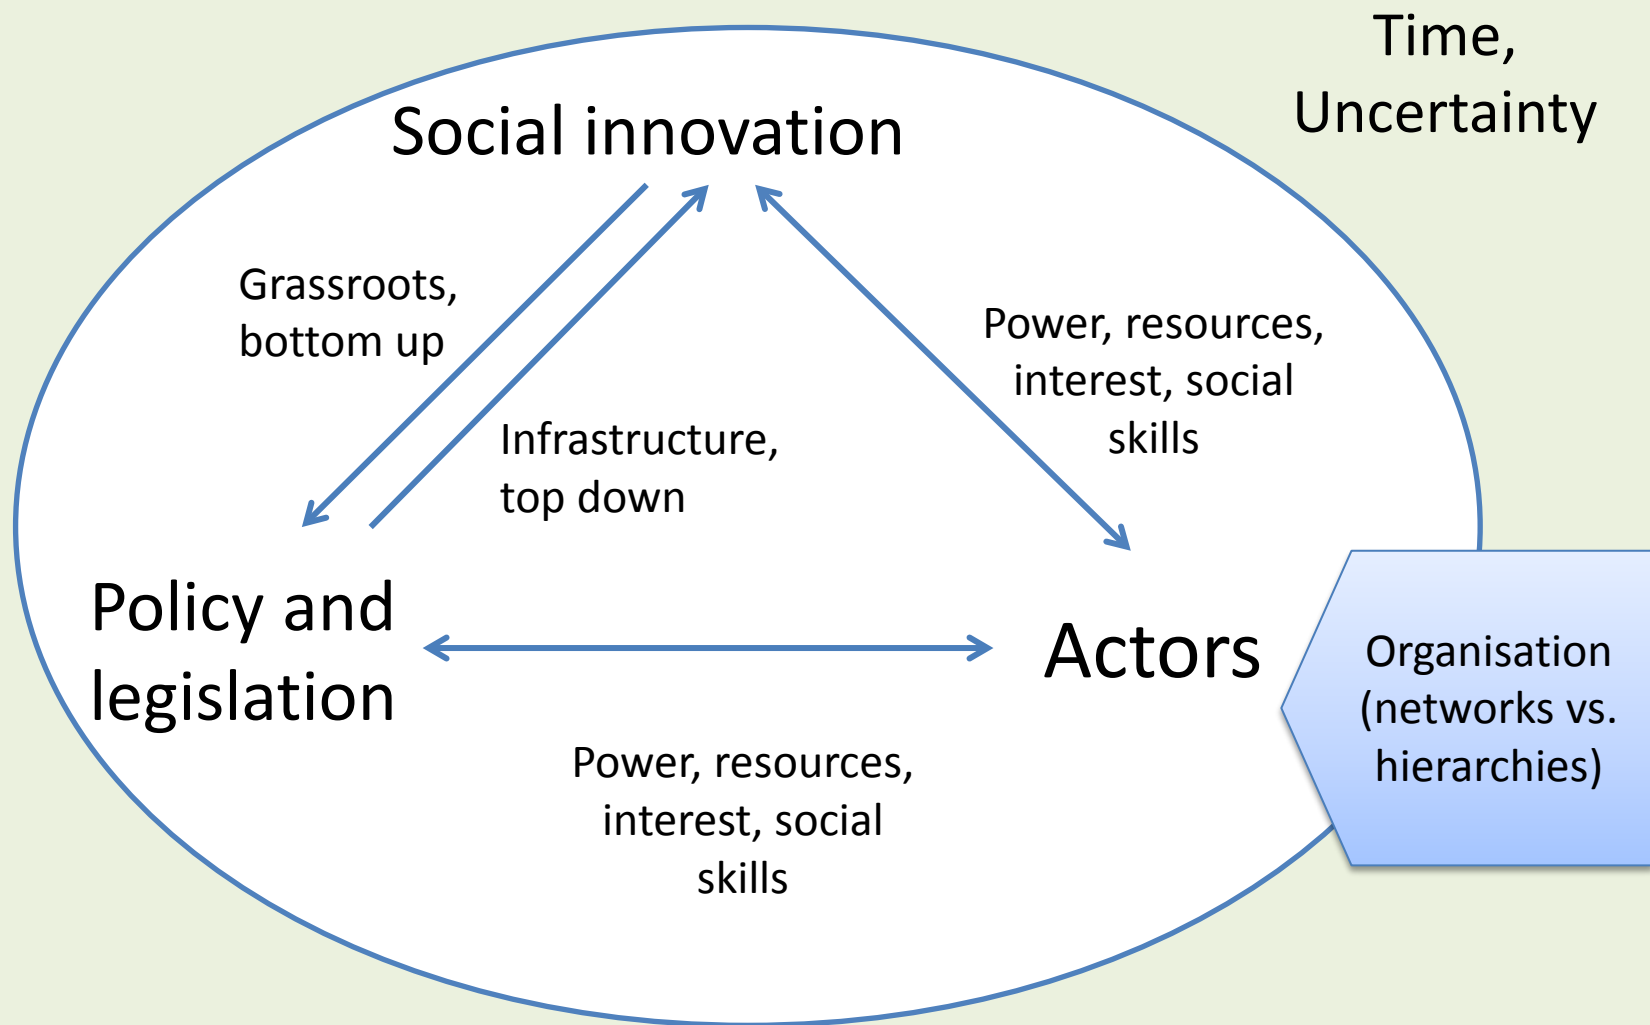 Time,
Uncertainty
Social innovation
Grassroots,
bottom up
Power, resources,
interest, social
skills
Infrastructure,
top down
Policy and
legislation
Actors
Organisation
(networks vs.
hierarchies)
Power, resources,
interest, social
skills